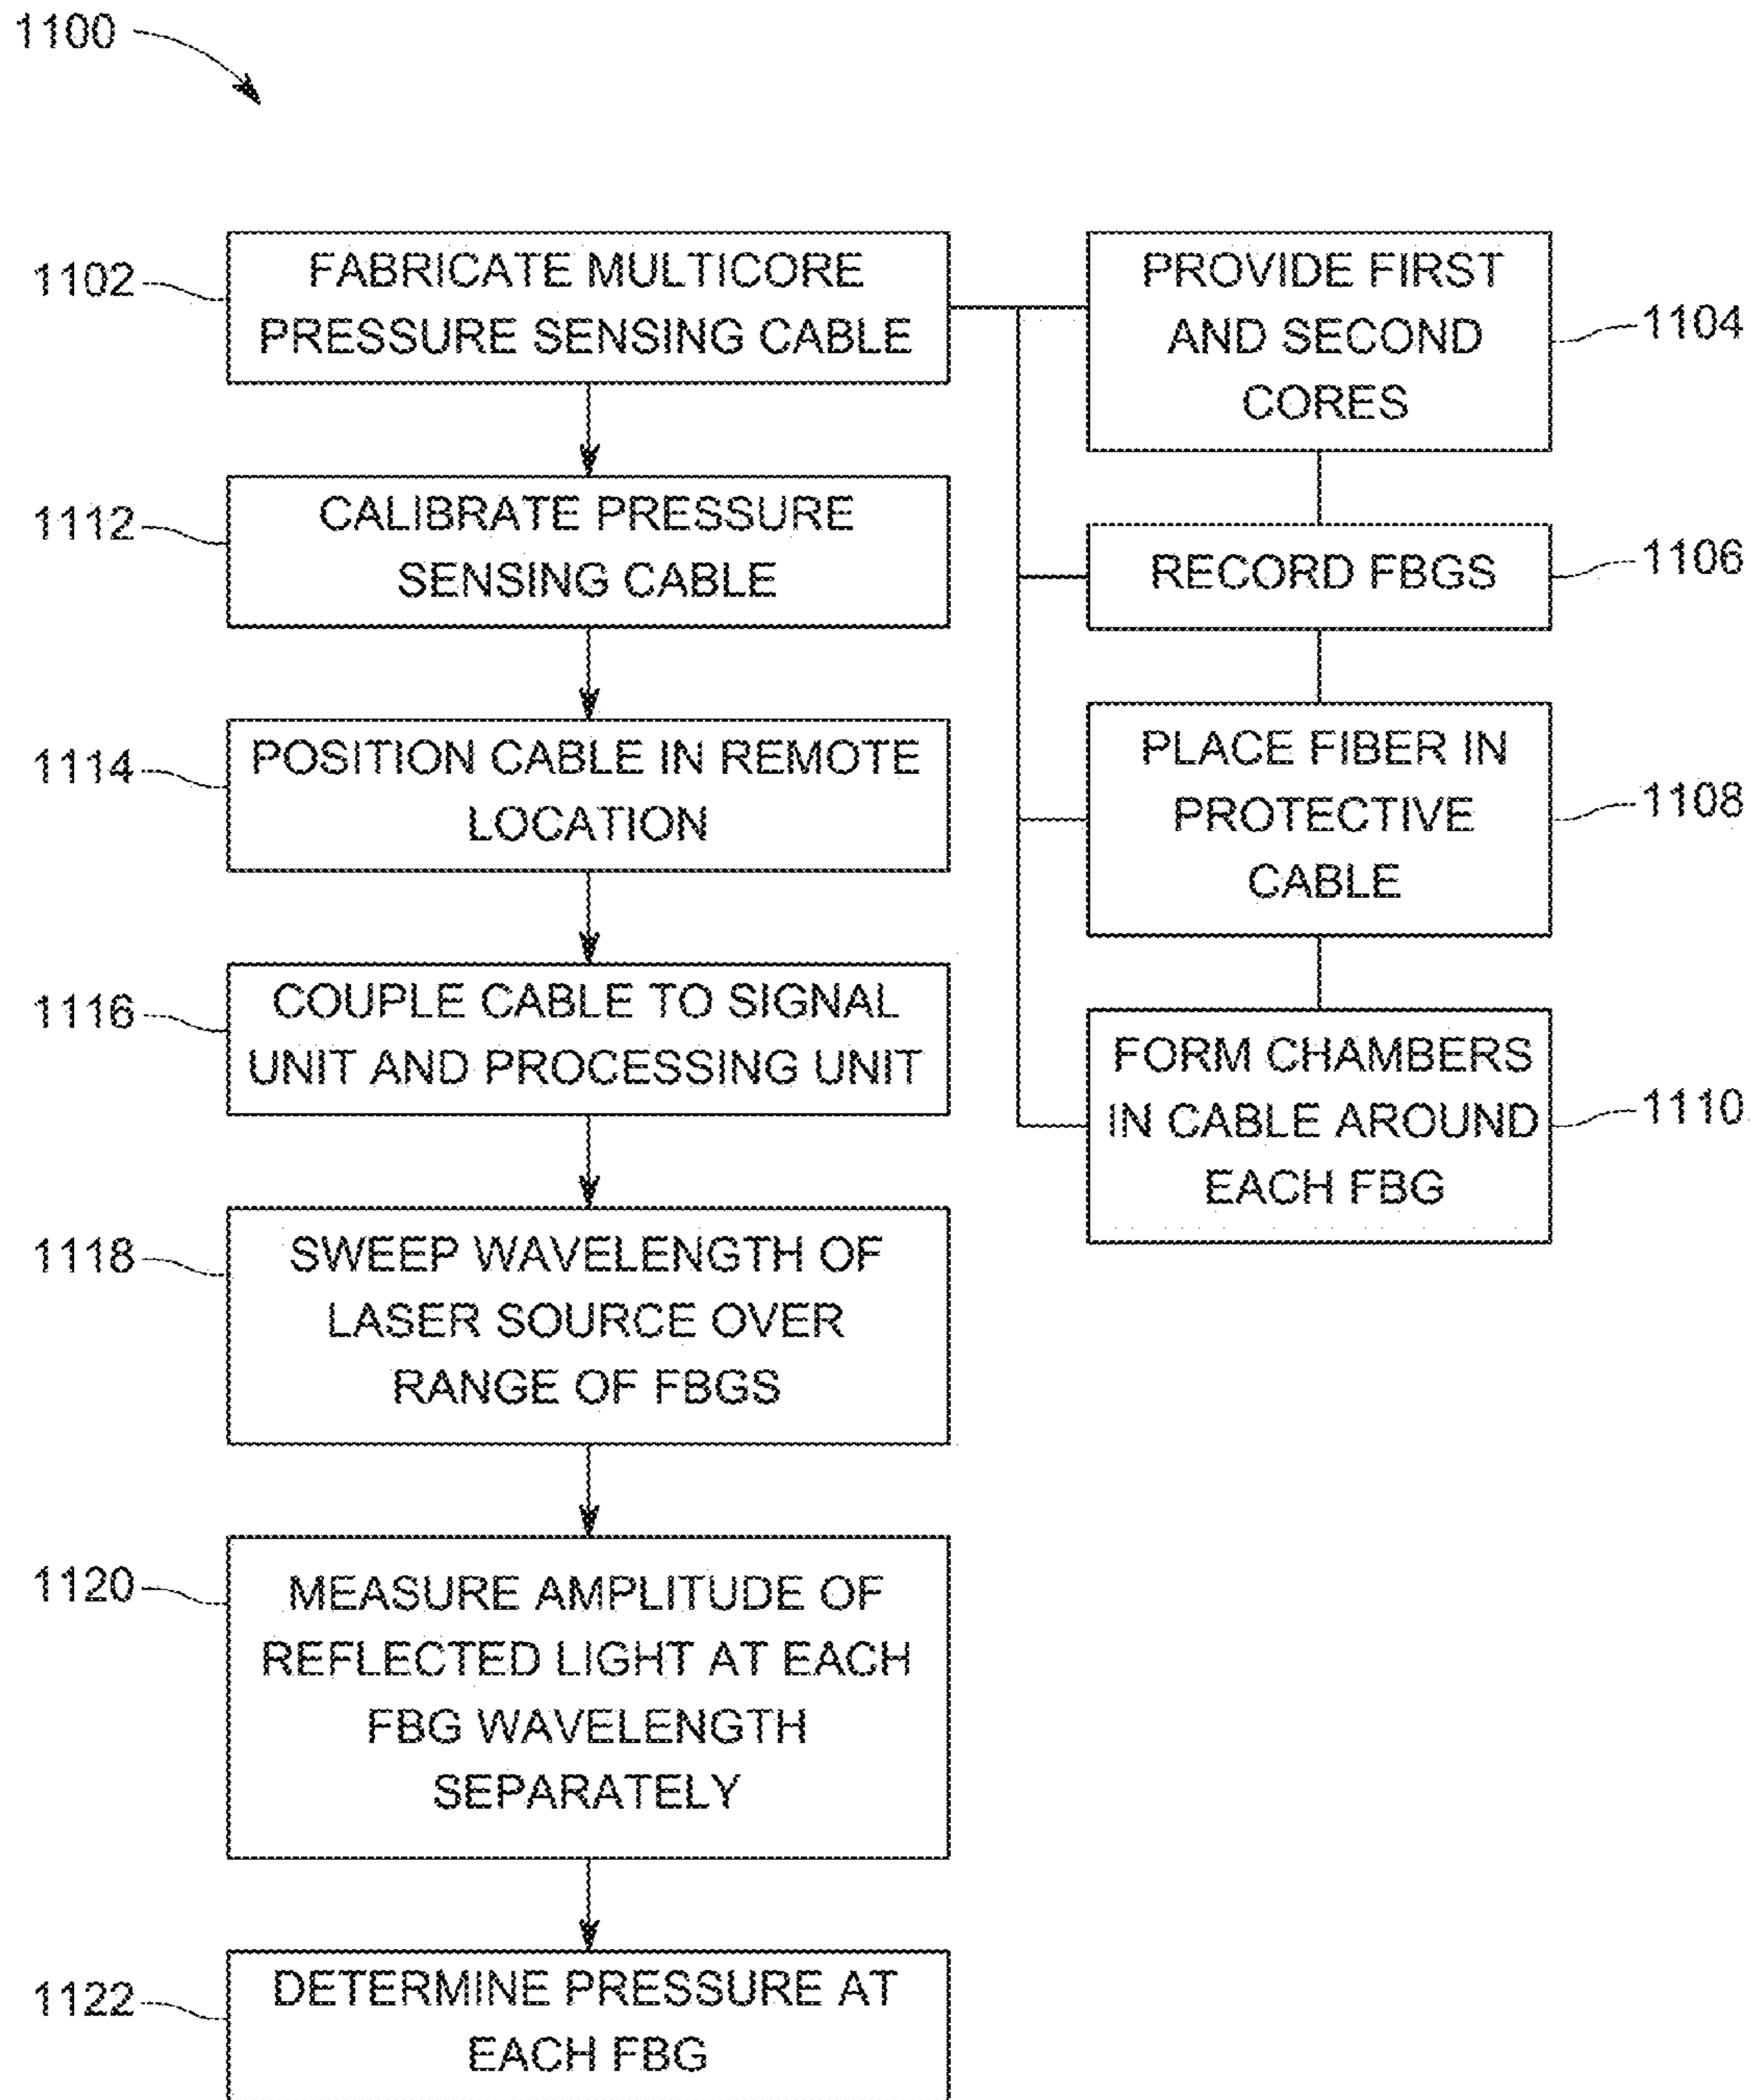 1100
1102
FABRICATE MULTICORE
PRESSURE SENSING CABLE
PROVIDE FIRST
AND SECOND
CORES
1104
1112
CALIBRATE PRESSURE
SENSING CABLE
RECORD FBGS
1106
1114
POSITION CABLE IN REMOTE
LOCATION
PLACE FIBER IN
PROTECTIVE
CABLE
1108
1116
COUPLE CABLE TO SIGNAL
UNIT AND PROCESSING UNIT
FORM CHAMBERS
IN CABLE AROUND
EACH FBG
1110
1118
SWEEP WAVELENGTH OF
LASER SOURCE OVER
RANGE OF FBGS
1120
MEASURE AMPLITUDE OF
REFLECTED LIGHT AT EACH
FBG WAVELENGTH
SEPARATELY
1122
DETERMINE PRESSURE AT
EACH FBG